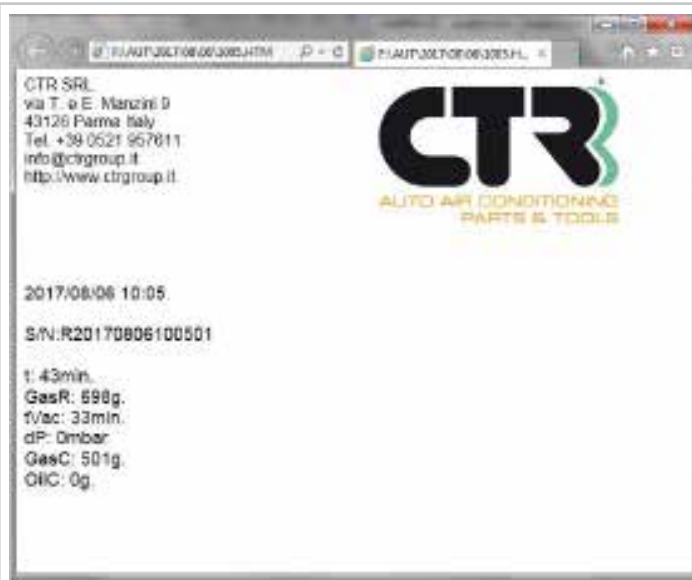 CTR SRL
via T. e E. Manzini 9
43126 Parma Italy
Tel. +39 0521 957611
info@ctrgroup.it
http://www.ctrgroup.it
CTR
AUTO AIR CONDITIONING
PARTS & TOOLS
2017/08/06 10:05
S/N:R20170806100501
t: 43min.
GasR: 698g.
tVac: 33min.
dP: 0mbar
GasC: 501g.
OilC: 0g.